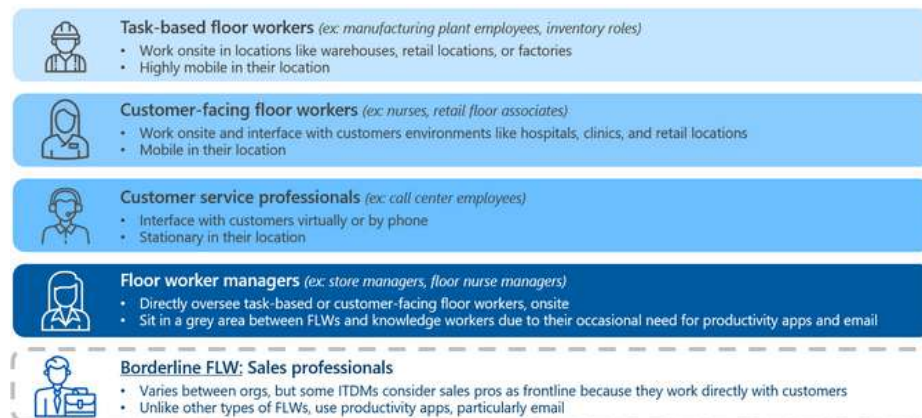 Task-based floor workers (ex: manufacturing plant employees, inventory roles)
• Work onsite in locations like warehouses, retail locations, or factories
• Highly mobile in their location
Customer-facing floor workers (ex: nurses, retail floor associates)
• Work onsite and interface with customers environments like hospitals, clinics, and retail locations
• Mobile in their location
Customer service professionals (ex: call center employees)
• Interface with customers virtually or by phone
• Stationary in their location
Floor worker managers (ex: store managers, floor nurse managers)
• Directly oversee task-based or customer-facing floor workers, onsite
• Sit in a grey area between FLWs and knowledge workers due to their occasional need for productivity apps and email
Borderline FLW: Sales professionals
• Varies between orgs, but some ITDMs consider sales pros as frontline because they work directly with customers
• Unlike other types of FLWs, use productivity apps, particularly email